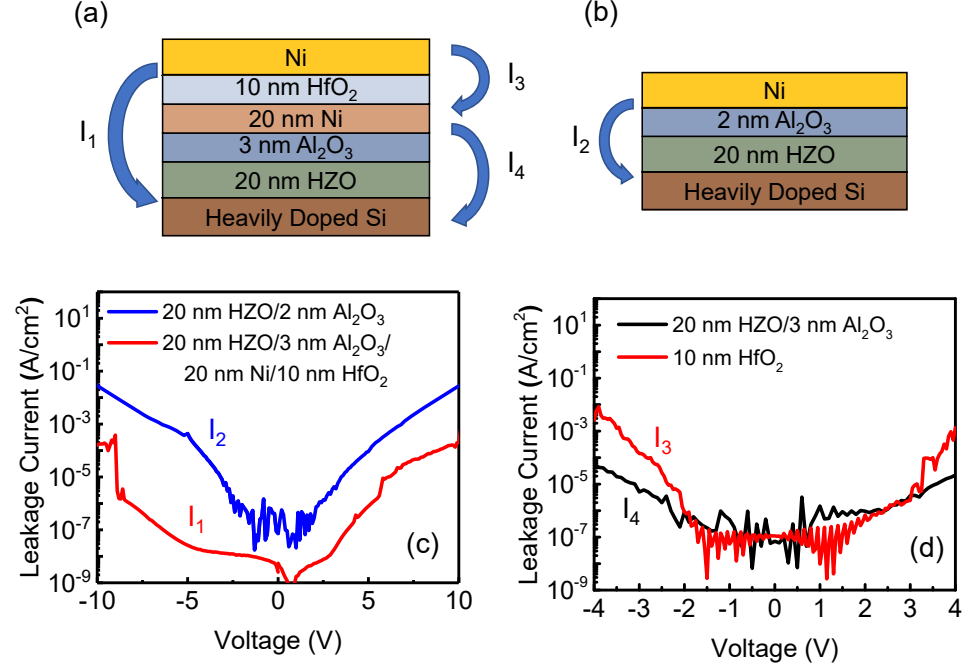 (a)
Ni
10 nm HfO₂
20 nm Ni
3 nm Al₂O₃
20 nm HZO
Heavily Doped Si
I₁
I₃
I₄
(b)
Ni
2 nm Al₂O₃
20 nm HZO
Heavily Doped Si
I₂
Leakage Current (A/cm²)
10¹
10⁻¹
10⁻³
10⁻⁵
10⁻⁷
10⁻⁹
20 nm HZO/2 nm Al₂O₃
20 nm HZO/3 nm Al₂O₃/
20 nm Ni/10 nm HfO₂
I₂
I₁
(c)
-10 -5 0 5 10
Voltage (V)
Leakage Current (A/cm²)
10¹
10⁻¹
10⁻³
10⁻⁵
10⁻⁷
10⁻⁹
20 nm HZO/3 nm Al₂O₃
10 nm HfO₂
I₃
I₄
(d)
-4 -3 -2 -1 0 1 2 3 4
Voltage (V)